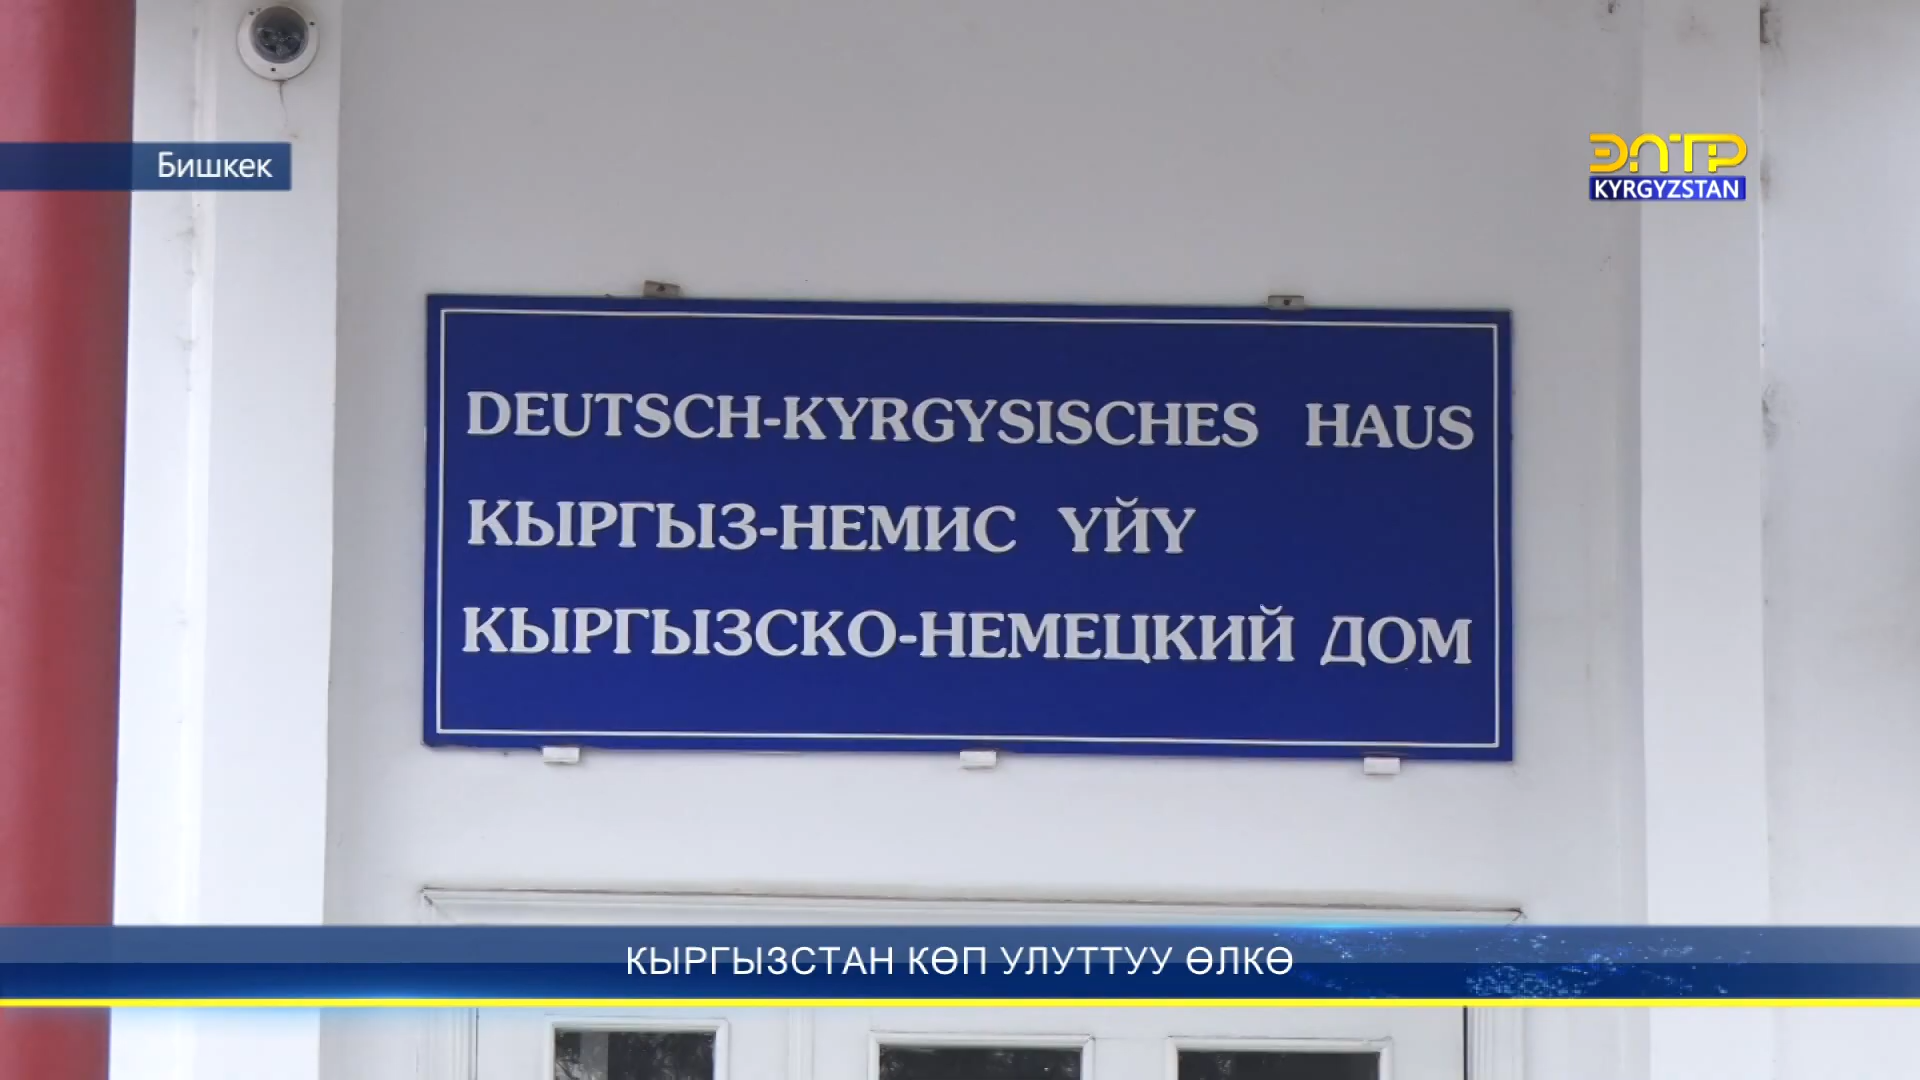 Бишкек
ЭЛТР
KYRGYZSTAN
DEUTSCH-KYRGYSISCHES HAUS
КЫРГЫЗ-НЕМИС ҮЙҮ
КЫРГЫЗСКО-НЕМЕЦКИЙ ДОМ
КЫРГЫЗСТАН КӨП УЛУТТУУ ӨЛКӨ